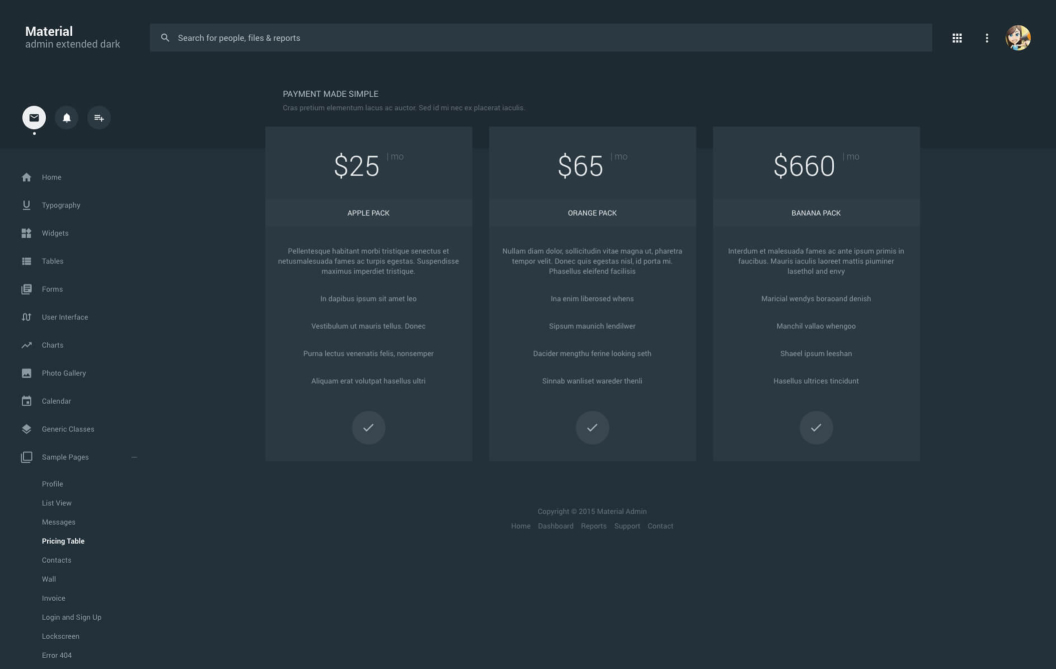 Material
admin extended dark
Search for people, files & reports
PAYMENT MADE SIMPLE
Cras pretium elementum lacus ac auctor. Sed id mi nec ex placerat iaculis.
Home
Typography
Widgets
Tables
Forms
User Interface
Charts
Photo Gallery
Calendar
Generic Classes
Sample Pages
Profile
List View
Messages
Pricing Table
Contacts
Wall
Invoice
Login and Sign Up
Lockscreen
Error 404
$25 | mo
APPLE PACK
Pellentesque habitant morbi tristique senectus et
netusmalesuada fames ac turpis egestas. Suspendisse
maximus imperdiet tristique.
In dapibus ipsum sit amet leo
Vestibulum ut mauris tellus. Donec
Purna lectus venenatis felis, nonsemper
Aliquam erat volutpat hasellus ultri
$65 | mo
ORANGE PACK
Nullam diam dolor, sollicitudin vitae magna ut, pharetra
tempor velit. Donec quis egestas nisl, id porta mi.
Phasellus eleifend facilisis
Ina enim liberosed whens
Sipsum maunich lendilwer
Dacider mengthu ferine looking seth
Sinnab wanliset wareder thenli
$660 | mo
BANANA PACK
Interdum et malesuada fames ac ante ipsum primis in
faucibus. Mauris iaculis laoreet mattis piuminer
lasethol and envy
Maricial wendys boraoand denish
Manchil vallao whengoo
Shaeel ipsum leeshan
Hasellus ultrices tincidunt
Copyright © 2015 Material Admin
Home Dashboard Reports Support Contact